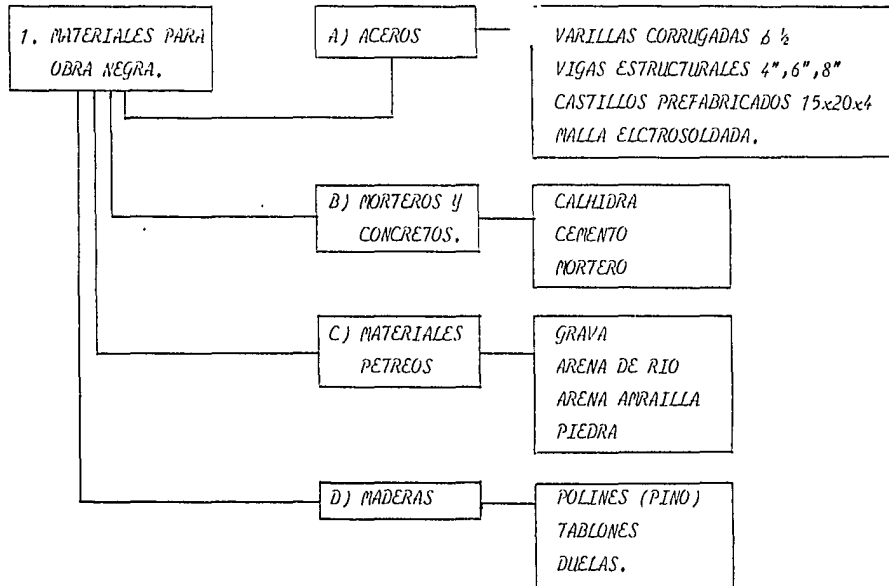 1. MATERIALES PARA
OBRA NEGRA.
A) ACEROS
VARILLAS CORRUGADAS 6 ½
VIGAS ESTRUCTURALES 4",6",8"
CASTILLOS PREFABRICADOS 15x20x4
MALLA ELCTROSOLDADA.
B) MORTEROS Y
CONCRETOS.
CALHIDRA
CEMENTO
MORTERO
C) MATERIALES
PETREOS
GRAVA
ARENA DE RIO
ARENA AMRAILLA
PIEDRA
D) MADERAS
POLINES (PINO)
TABLONES
DUELAS.